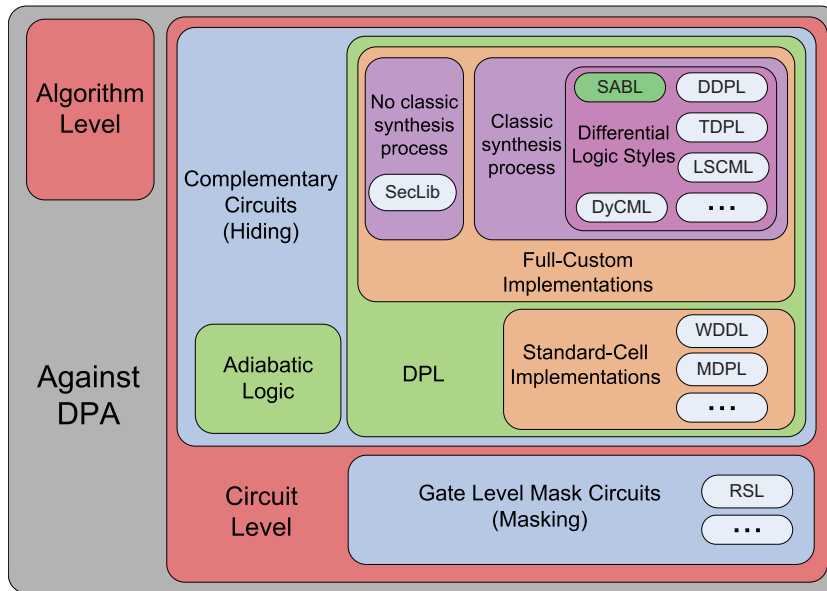 Algorithm
Level
Against
DPA
Circuit
Level
Complementary
Circuits
(Hiding)
Adiabatic
Logic
DPL
No classic
synthesis
process
SecLib
Classic
synthesis
process
SABL
DDPL
Differential
Logic Styles
TDPL
LSCML
DyCML
...
Full-Custom
Implementations
Standard-Cell
Implementations
WDDL
MDPL
...
Gate Level Mask Circuits
(Masking)
RSL
...